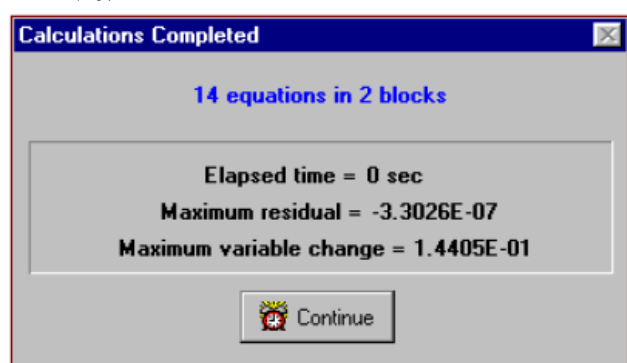 Calculations Completed
14 equations in 2 blocks
Elapsed time = 0 sec
Maximum residual = -3.3026E-07
Maximum variable change = 1.4405E-01
Continue